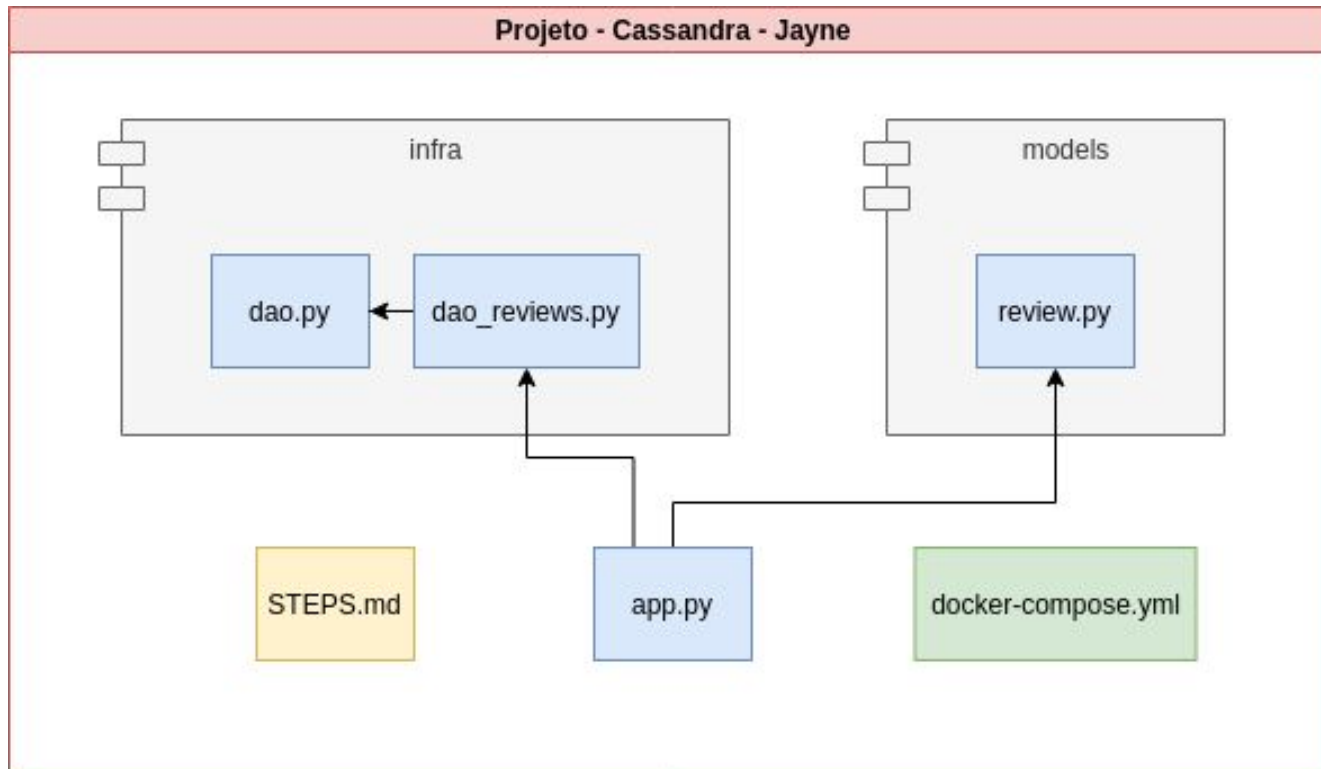 Projeto - Cassandra - Jayne
infra
models
dao.py
dao_reviews.py
review.py
STEPS.md
app.py
docker-compose.yml